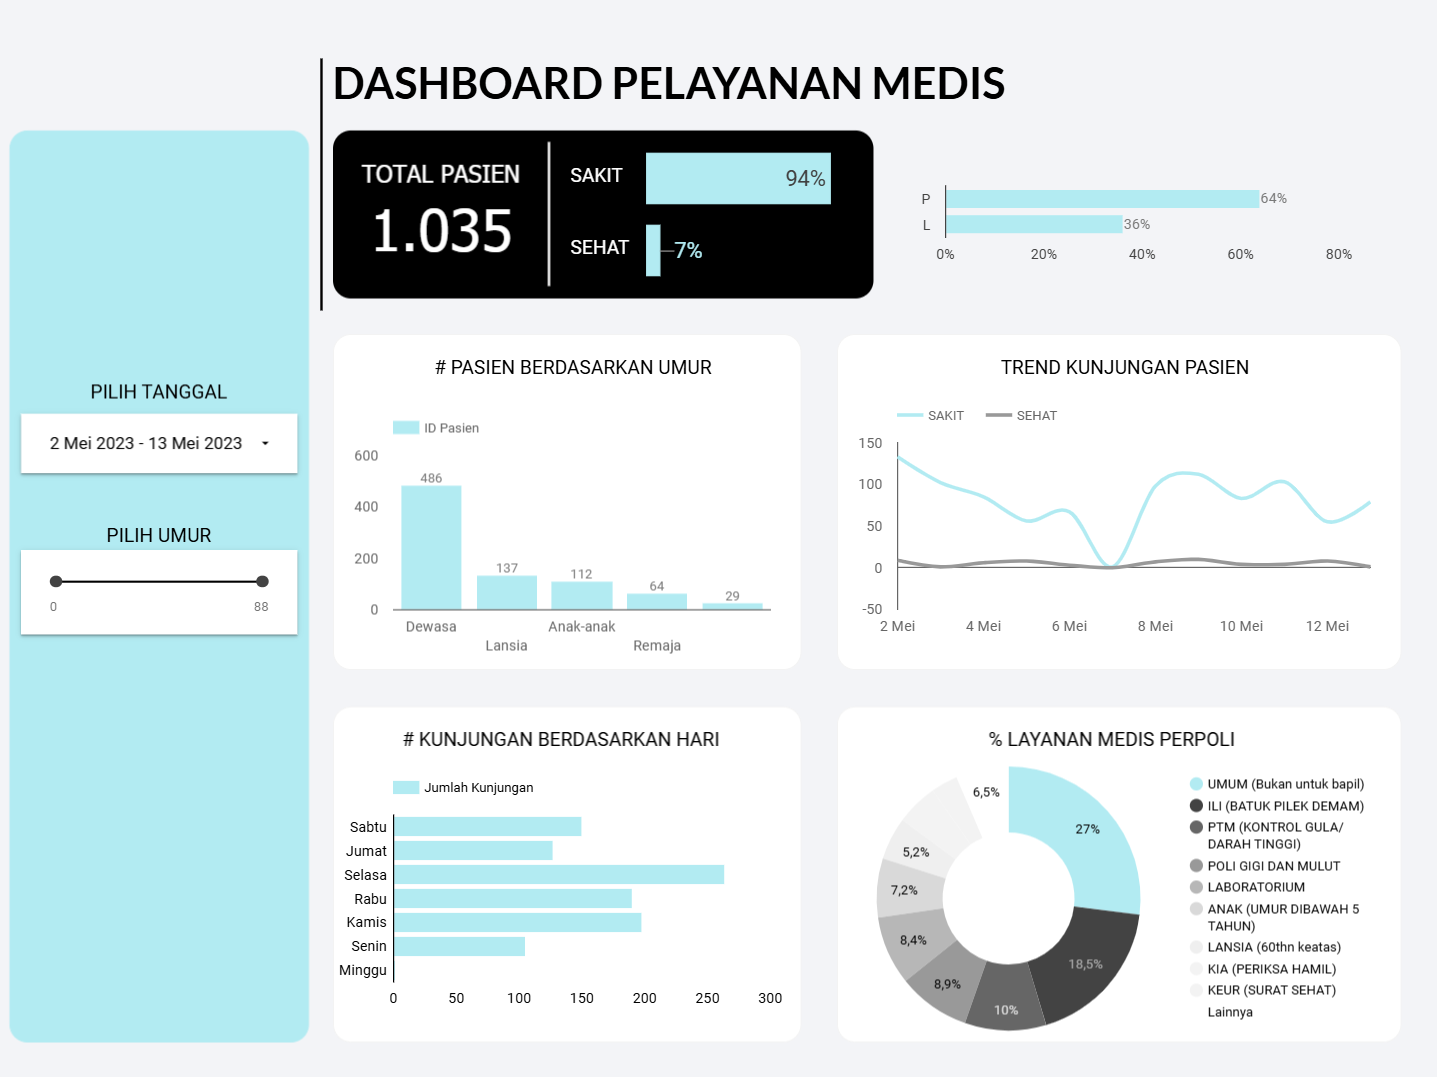 DASHBOARD PELAYANAN MEDIS
TOTAL PASIEN
1.035
SAKIT
94%
SEHAT
7%
P
64%
L
36%
0%
20%
40%
60%
80%
PILIH TANGGAL
2 Mei 2023 - 13 Mei 2023
PILIH UMUR
0
88
# PASIEN BERDASARKAN UMUR
ID Pasien
600
400
200
0
486
137
112
64
29
Dewasa
Lansia
Anak-anak
Remaja
TREND KUNJUNGAN PASIEN
SAKIT
SEHAT
150
100
50
0
-50
2 Mei
4 Mei
6 Mei
8 Mei
10 Mei
12 Mei
# KUNJUNGAN BERDASARKAN HARI
Jumlah Kunjungan
Sabtu
Jumat
Selasa
Rabu
Kamis
Senin
Minggu
0
50
100
150
200
250
300
% LAYANAN MEDIS PERPOLI
27%
18,5%
10%
8,9%
8,4%
7,2%
5,2%
6,5%
UMUM (Bukan untuk bapil)
ILI (BATUK PILEK DEMAM)
PTM (KONTROL GULA/
DARAH TINGGI)
POLI GIGI DAN MULUT
LABORATORIUM
ANAK (UMUR DIBAWAH 5
TAHUN)
LANSIA (60thn keatas)
KIA (PERIKSA HAMIL)
KEUR (SURAT SEHAT)
Lainnya